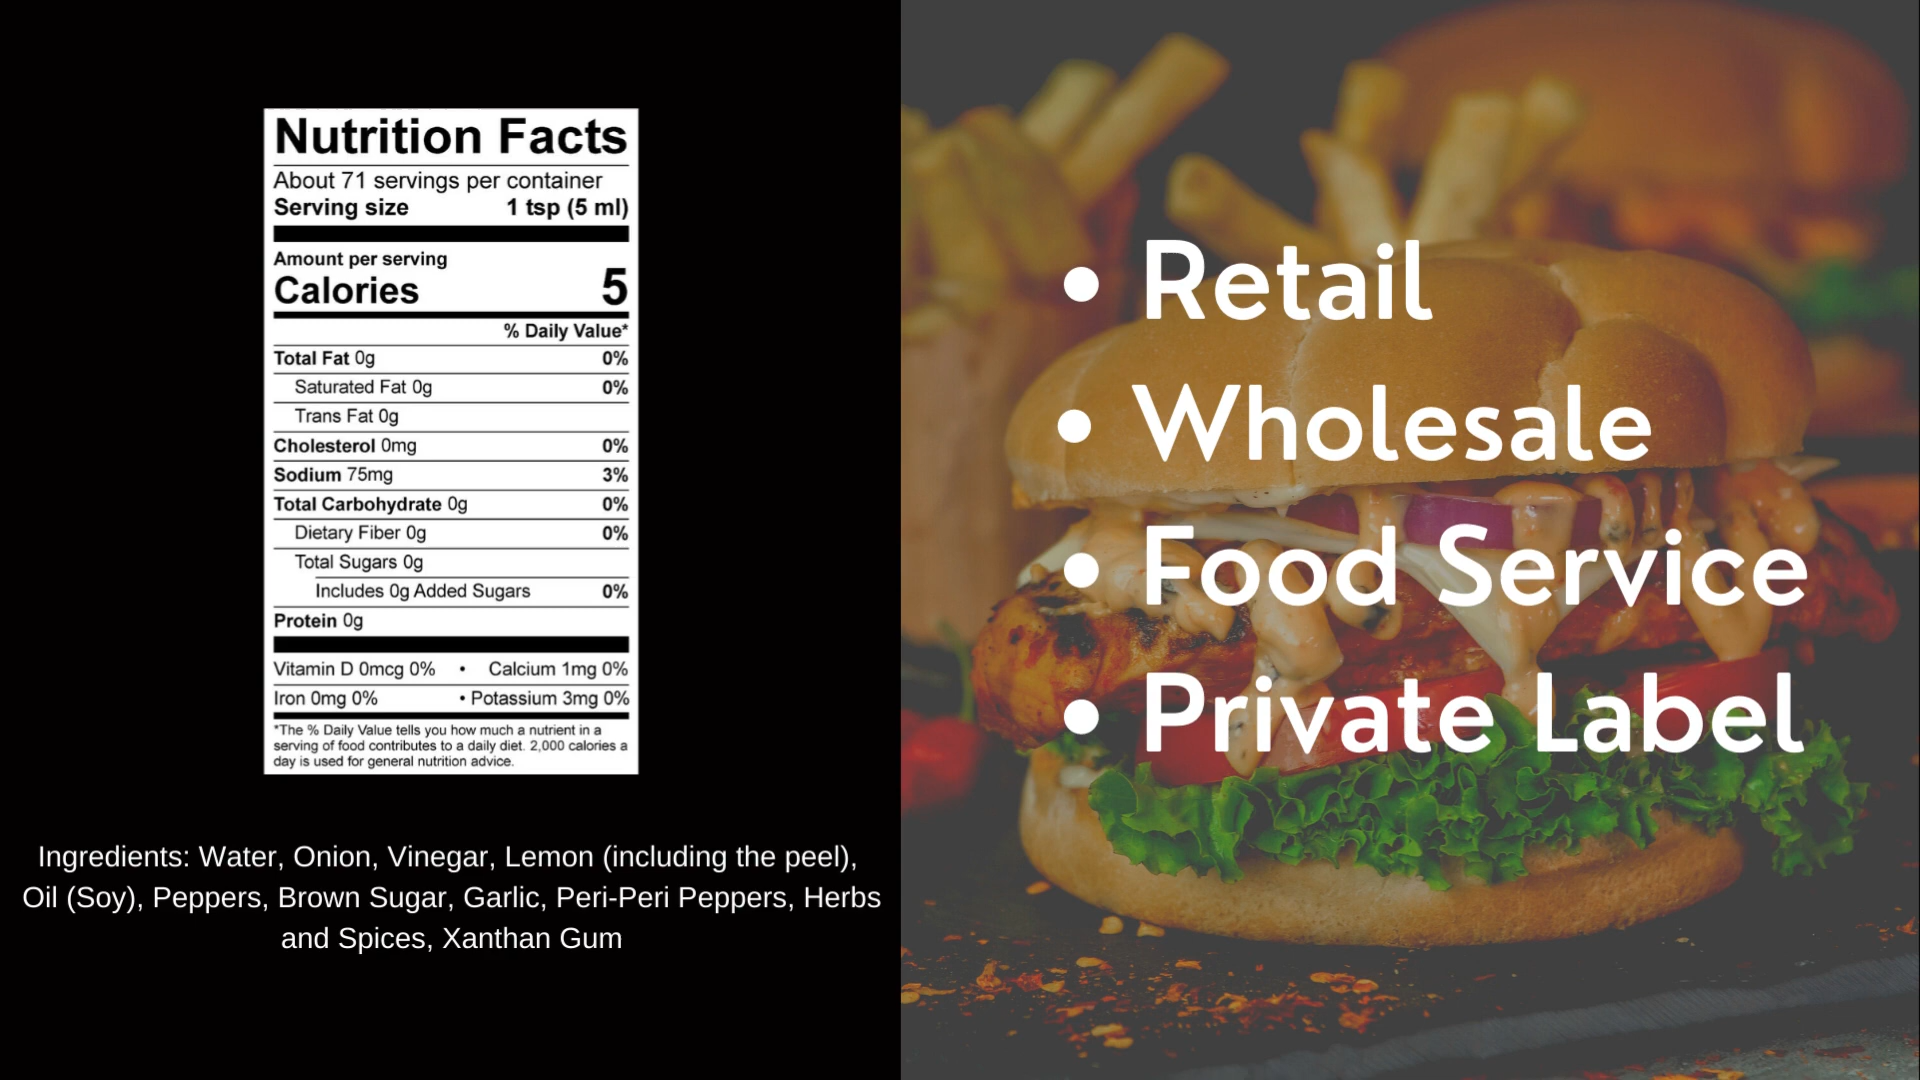 Nutrition Facts
About 71 servings per container
Serving size 1 tsp (5 ml)
Amount per serving
Calories 5
% Daily Value*
Total Fat 0g 0%
Saturated Fat 0g 0%
Trans Fat 0g
Cholesterol 0mg 0%
Sodium 75mg 3%
Total Carbohydrate 0g 0%
Dietary Fiber 0g 0%
Total Sugars 0g
Includes 0g Added Sugars 0%
Protein 0g
Vitamin D 0mcg 0% • Calcium 1mg 0%
Iron 0mg 0% • Potassium 3mg 0%
*The % Daily Value tells you how much a nutrient in a
serving of food contributes to a daily diet. 2,000 calories a
day is used for general nutrition advice.
Ingredients: Water, Onion, Vinegar, Lemon (including the peel),
Oil (Soy), Peppers, Brown Sugar, Garlic, Peri-Peri Peppers, Herbs
and Spices, Xanthan Gum
• Retail
• Wholesale
• Food Service
• Private Label